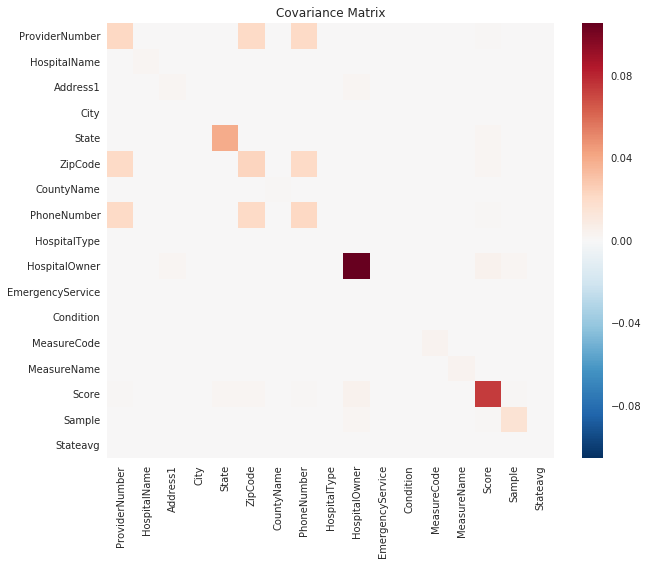 Covariance Matrix
ProviderNumber
HospitalName
Address1
City
State
ZipCode
CountyName
PhoneNumber
HospitalType
HospitalOwner
EmergencyService
Condition
MeasureCode
MeasureName
Score
Sample
Stateavg
ProviderNumber
HospitalName
Address1
City
State
ZipCode
CountyName
PhoneNumber
HospitalType
HospitalOwner
EmergencyService
Condition
MeasureCode
MeasureName
Score
Sample
Stateavg
0.08
0.04
0.00
−0.04
−0.08